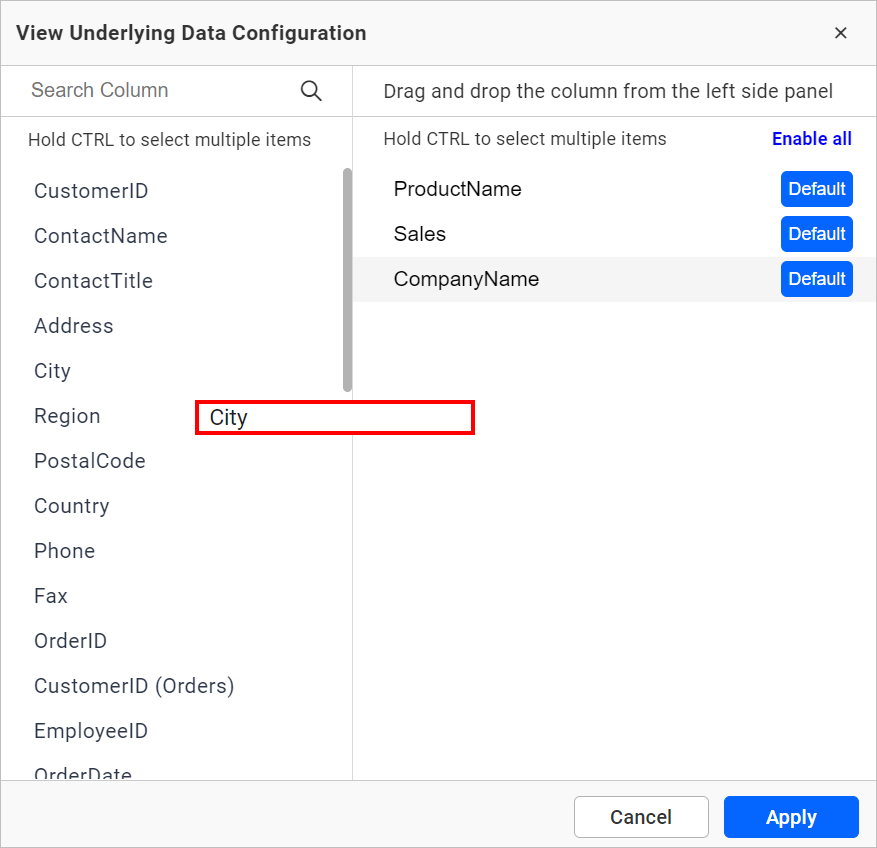 View Underlying Data Configuration
Search Column
Drag and drop the column from the left side panel
Hold CTRL to select multiple items
Hold CTRL to select multiple items Enable all
CustomerID
ContactName
ContactTitle
Address
City
Region
PostalCode
Country
Phone
Fax
OrderID
CustomerID (Orders)
EmployeeID
OrderDate
City
ProductName Default
Sales Default
CompanyName Default
Cancel Apply